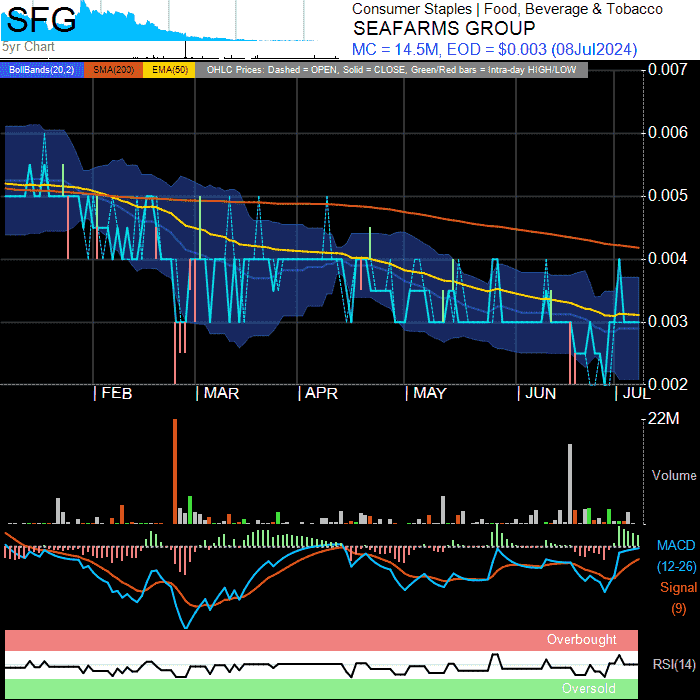 SFG
5yr Chart
Consumer Staples | Food, Beverage & Tobacco
SEAFARMS GROUP
MC = 14.5M, EOD = $0.003 (08Jul2024)
BollBands(20,2) SMA(200) EMA(50) OHLC Prices: Dashed = OPEN, Solid = CLOSE, Green/Red bars = Intra-day HIGH/LOW
0.007
0.006
0.005
0.004
0.003
0.002
| FEB | MAR | APR | MAY | JUN | JUL
22M
Volume
MACD
(12-26)
Signal
(9)
Overbought
RSI(14)
Oversold